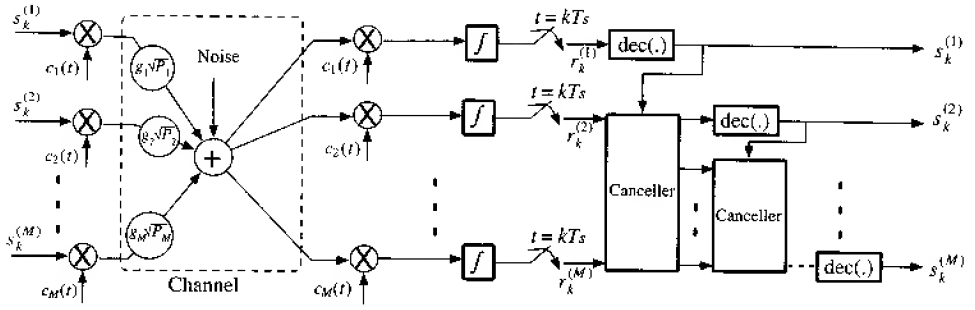 s_k^(1)
c_1(t)
g_1√P_1
s_k^(2)
c_2(t)
g_2√P_2
s_k^(M)
c_M(t)
g_M√P_M
Noise
+
Channel
c_1(t)
∫
t = kTs
r_k^(1)
dec(.)
s_k^(1)
c_2(t)
∫
t = kTs
r_k^(2)
Canceller
dec(.)
s_k^(2)
Canceller
c_M(t)
∫
t = kTs
r_k^(M)
dec(.)
s_k^(M)